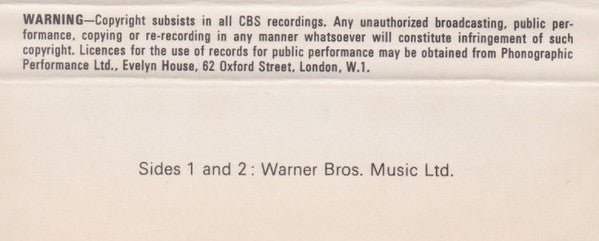 WARNING—Copyright subsists in all CBS recordings. Any unauthorized broadcasting, public per-
formance, copying or re-recording in any manner whatsoever will constitute infringement of such
copyright. Licences for the use of records for public performance may be obtained from Phonographic
Performance Ltd., Evelyn House, 62 Oxford Street, London, W.1.
Sides 1 and 2: Warner Bros. Music Ltd.